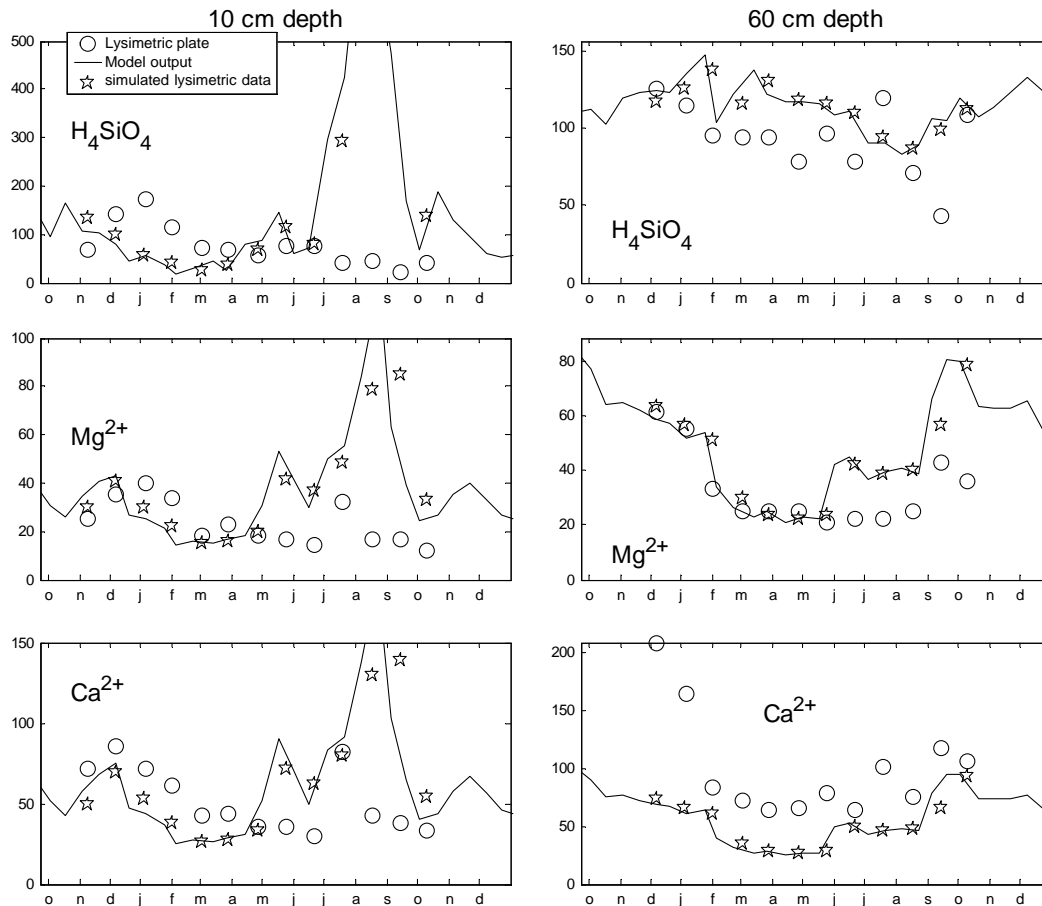 10 cm depth
60 cm depth
Lysimetric plate
Model output
simulated lysimetric data
500
400
300
200
100
0
H4SiO4
o n d j f m a m j j a s o n d
150
100
50
0
H4SiO4
o n d j f m a m j j a s o n d
100
80
60
40
20
0
Mg2+
o n d j f m a m j j a s o n d
80
60
40
20
0
Mg2+
o n d j f m a m j j a s o n d
150
100
50
0
Ca2+
o n d j f m a m j j a s o n d
200
150
100
50
0
Ca2+
o n d j f m a m j j a s o n d